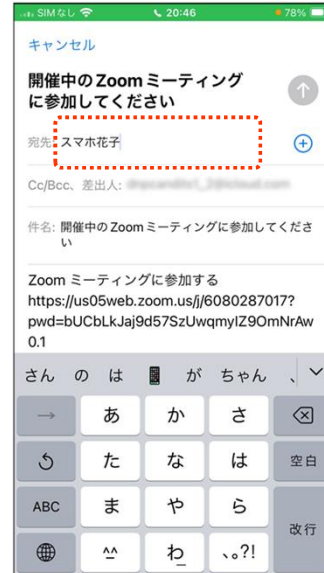 SIMなし 20:46 78%
キャンセル
開催中のZoomミーティング
に参加してください
宛先: スマホ花子
Cc/Bcc、差出人:
件名: 開催中のZoomミーティングに参加してくださ
い
Zoom ミーティングに参加する
https://us05web.zoom.us/j/6080287017?
pwd=bUCbLkJaj9d57SzUwqmyIZ9OmNrAw
0.1
さん の は が ちゃん 、
→ あ か さ
た な は 空白
ABC ま や ら
^^ わ 、。?! 改行